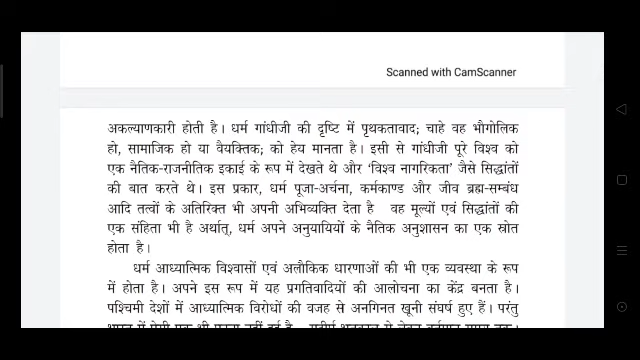 Scanned with CamScanner
अकल्याणकारी होती है। धर्म गांधीजी की दृष्टि में पृथकतावाद; चाहे वह भौगोलिक
हो, सामाजिक हो या वैयक्तिक; को हेय मानता है। इसी से गांधीजी पूरे विश्व को
एक नैतिक-राजनीतिक इकाई के रूप में देखते थे और ‘विश्व नागरिकता’ जैसे सिद्धांतों
की बात करते थे। इस प्रकार, धर्म पूजा-अर्चना, कर्मकाण्ड और जीव ब्रह्म-सम्बंध
आदि तत्वों के अतिरिक्त भी अपनी अभिव्यक्ति देता है वह मूल्यों एवं सिद्धांतों की
एक संहिता भी है अर्थात्, धर्म अपने अनुयायियों के नैतिक अनुशासन का एक स्रोत
होता है।
धर्म आध्यात्मिक विश्वासों एवं अलौकिक धारणाओं की भी एक व्यवस्था के रूप
में होता है। अपने इस रूप में यह प्रगतिवादियों की आलोचना का केंद्र बनता है।
पश्चिमी देशों में आध्यात्मिक विरोधों की वजह से अनगिनत खूनी संघर्ष हुए हैं। परंतु